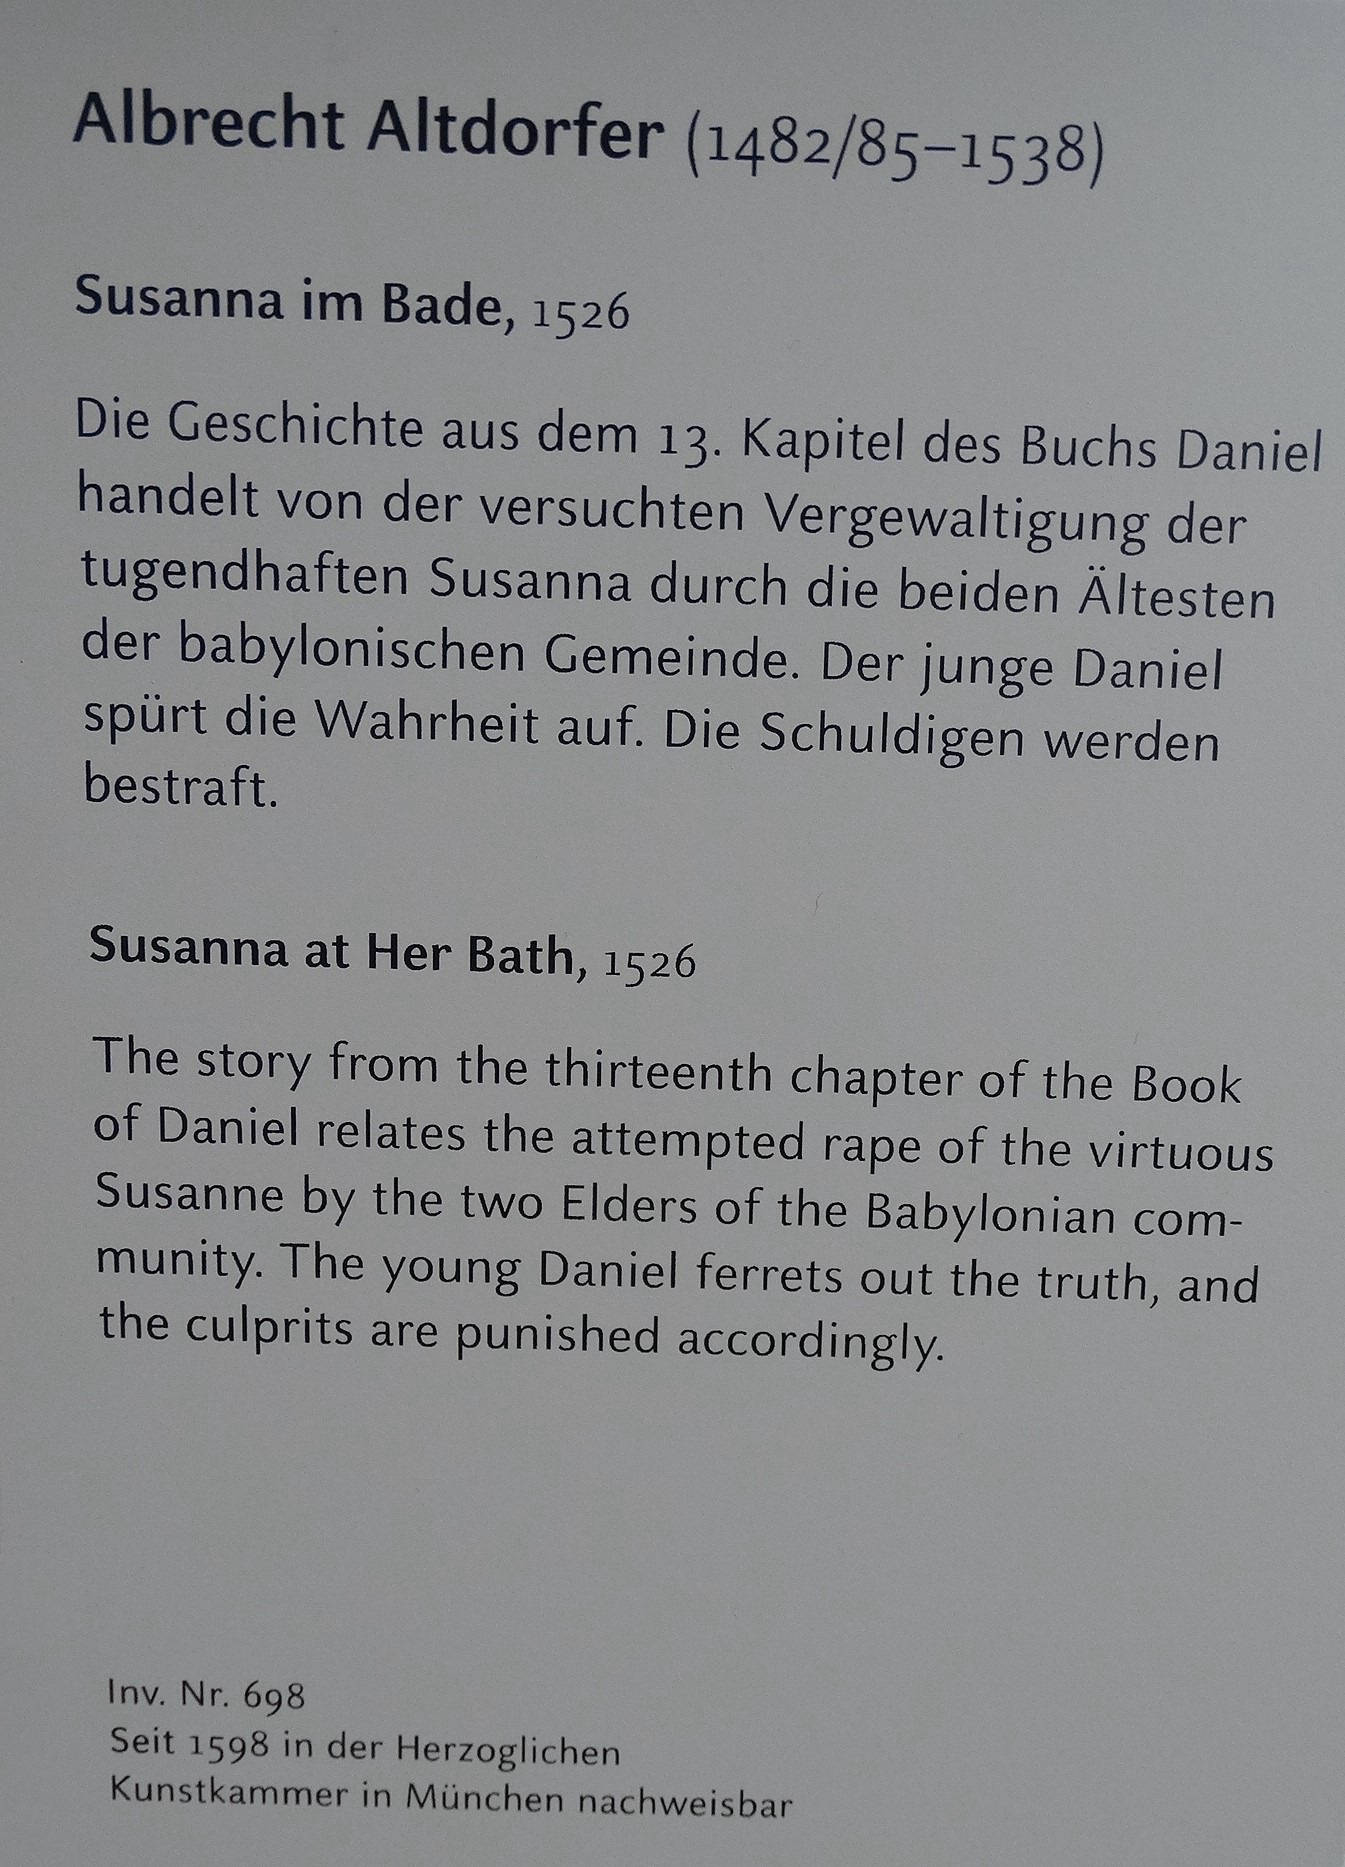 Albrecht Altdorfer (1482/85–1538)
Susanna im Bade, 1526
Die Geschichte aus dem 13. Kapitel des Buchs Daniel
handelt von der versuchten Vergewaltigung der
tugendhaften Susanna durch die beiden Ältesten
der babylonischen Gemeinde. Der junge Daniel
spürt die Wahrheit auf. Die Schuldigen werden
bestraft.
Susanna at Her Bath, 1526
The story from the thirteenth chapter of the Book
of Daniel relates the attempted rape of the virtuous
Susanne by the two Elders of the Babylonian com-
munity. The young Daniel ferrets out the truth, and
the culprits are punished accordingly.
Inv. Nr. 698
Seit 1598 in der Herzoglichen
Kunstkammer in München nachweisbar